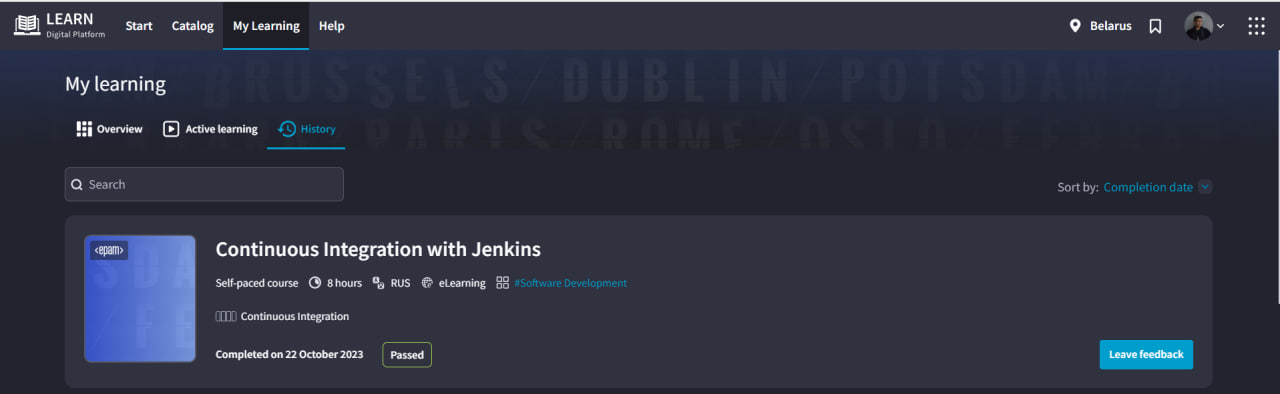 LEARN
Digital Platform
Start Catalog My Learning Help
Belarus
BRUSSELS/DUBLIN/POTSDAM/
My learning
PARIS/ROME/OSLO
Overview Active learning History
Search
Sort by: Completion date
<epam>
Continuous Integration with Jenkins
Self-paced course 8 hours RUS eLearning #Software Development
Continuous Integration
Completed on 22 October 2023 Passed
Leave feedback